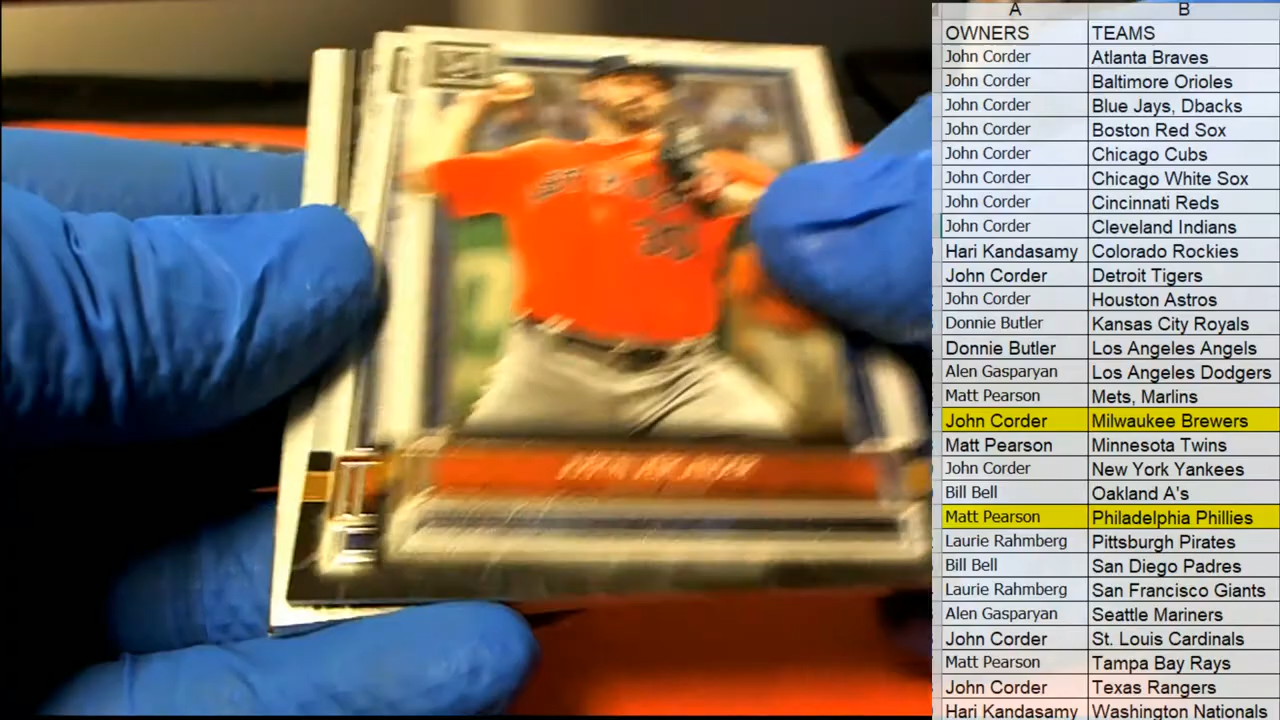 A B
OWNERS TEAMS
John Corder Atlanta Braves
John Corder Baltimore Orioles
John Corder Blue Jays, Dbacks
John Corder Boston Red Sox
John Corder Chicago Cubs
John Corder Chicago White Sox
John Corder Cincinnati Reds
John Corder Cleveland Indians
Hari Kandasamy Colorado Rockies
John Corder Detroit Tigers
John Corder Houston Astros
Donnie Butler Kansas City Royals
Donnie Butler Los Angeles Angels
Alen Gasparyan Los Angeles Dodgers
Matt Pearson Mets, Marlins
John Corder Milwaukee Brewers
Matt Pearson Minnesota Twins
John Corder New York Yankees
Bill Bell Oakland A's
Matt Pearson Philadelphia Phillies
Laurie Rahmberg Pittsburgh Pirates
Bill Bell San Diego Padres
Laurie Rahmberg San Francisco Giants
Alen Gasparyan Seattle Mariners
John Corder St. Louis Cardinals
Matt Pearson Tampa Bay Rays
John Corder Texas Rangers
Hari Kandasamy Washington Nationals